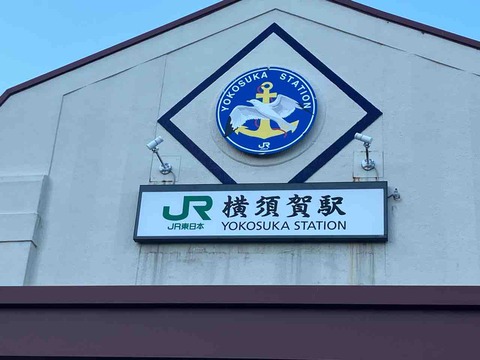 YOKOSUKA STATION
JR
JR 横須賀駅
JR東日本 YOKOSUKA STATION